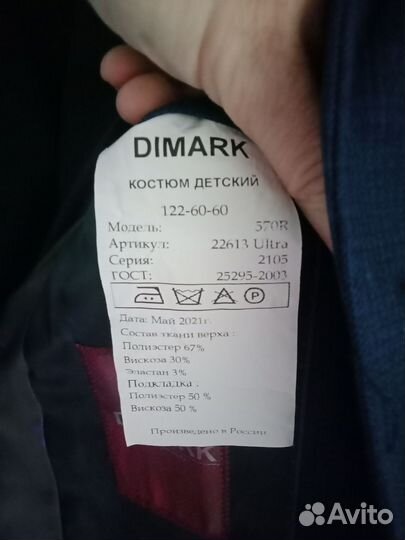 DIMARK
КОСТЮМ ДЕТСКИЙ
122-60-60
Модель: 570R
Артикул: 22613 Ultra
Серия: 2105
ГОСТ: 25295-2003
P
Дата: Май 2021г.
Состав ткани верха :
Полиэстер 67%
Вискоза 30%
Эластан 3%
Подкладка :
Полиэстер 50 %
Вискоза 50 %
Произведено в России
DIMARK
Avito